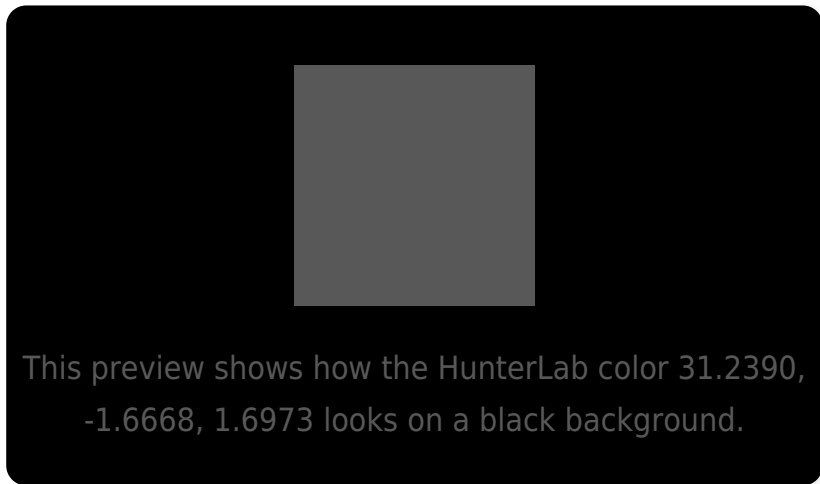 This preview shows how the HunterLab color 31.2390,
-1.6668, 1.6973 looks on a black background.